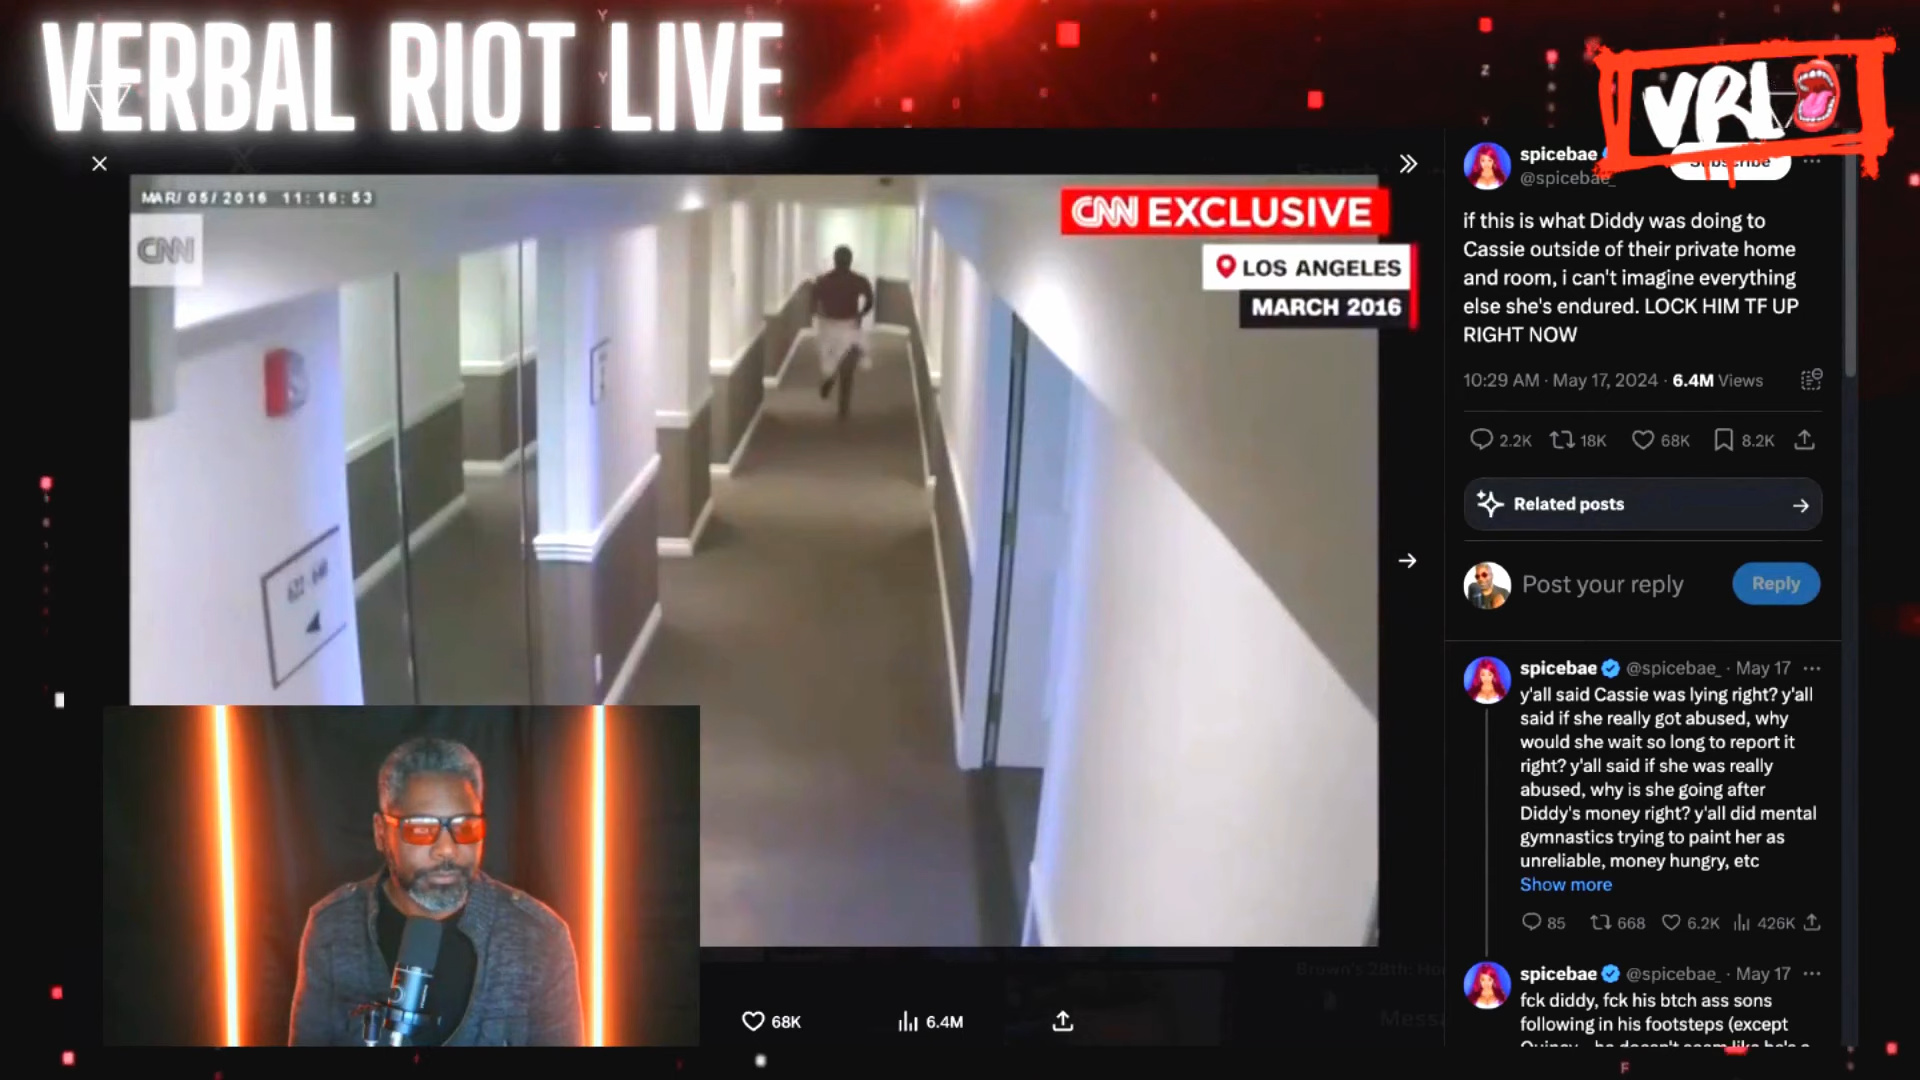 VERBAL RIOT LIVE
VRL
MAR/05/2016 11:16:53
CNN
CNN EXCLUSIVE
LOS ANGELES
MARCH 2016
622-640
spicebae
@spicebae_
Subscribe
if this is what Diddy was doing to
Cassie outside of their private home
and room, i can't imagine everything
else she's endured. LOCK HIM TF UP
RIGHT NOW
10:29 AM · May 17, 2024 · 6.4M Views
2.2K 18K 68K 8.2K
Related posts
Post your reply
Reply
spicebae @spicebae_ · May 17
y'all said Cassie was lying right? y'all
said if she really got abused, why
would she wait so long to report it
right? y'all said if she was really
abused, why is she going after
Diddy's money right? y'all did mental
gymnastics trying to paint her as
unreliable, money hungry, etc
Show more
85 668 6.2K 426K
spicebae @spicebae_ · May 17
fck diddy, fck his btch ass sons
following in his footsteps (except
68K 6.4M